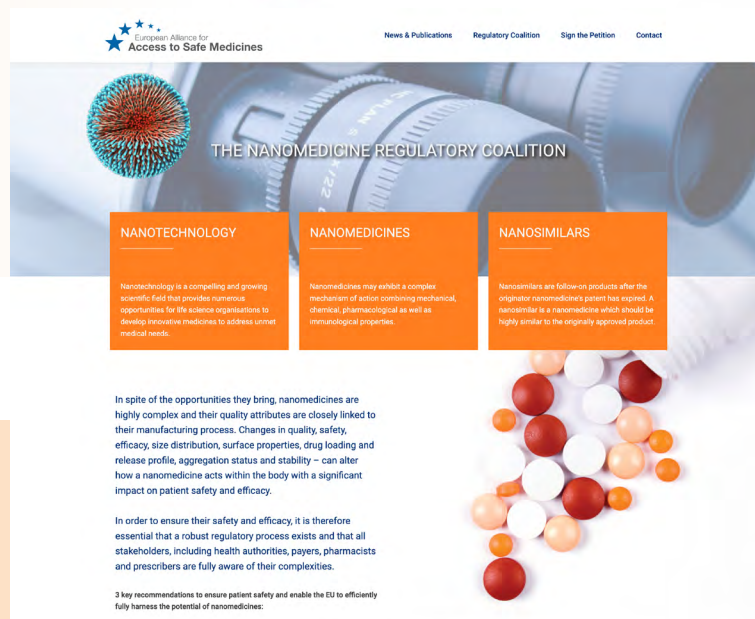 European Alliance for
Access to Safe Medicines
News & Publications
Regulatory Coalition
Sign the Petition
Contact
THE NANOMEDICINE REGULATORY COALITION
NANOTECHNOLOGY
Nanotechnology is a compelling and growing
scientific field that provides numerous
opportunities for life science organisations to
develop innovative medicines to address unmet
medical needs.
NANOMEDICINES
Nanomedicines may exhibit a complex
mechanism of action combining mechanical,
chemical, pharmacological as well as
immunological properties.
NANOSIMILARS
Nanosimilars are follow-on products after the
originator nanomedicine's patent has expired. A
nanosimilar is a nanomedicine which should be
highly similar to the originally approved product.
In spite of the opportunities they bring, nanomedicines are
highly complex and their quality attributes are closely linked to
their manufacturing process. Changes in quality, safety,
efficacy, size distribution, surface properties, drug loading and
release profile, aggregation status and stability – can alter
how a nanomedicine acts within the body with a significant
impact on patient safety and efficacy.
In order to ensure their safety and efficacy, it is therefore
essential that a robust regulatory process exists and that all
stakeholders, including health authorities, payers, pharmacists
and prescribers are fully aware of their complexities.
3 key recommendations to ensure patient safety and enable the EU to efficiently
fully harness the potential of nanomedicines: